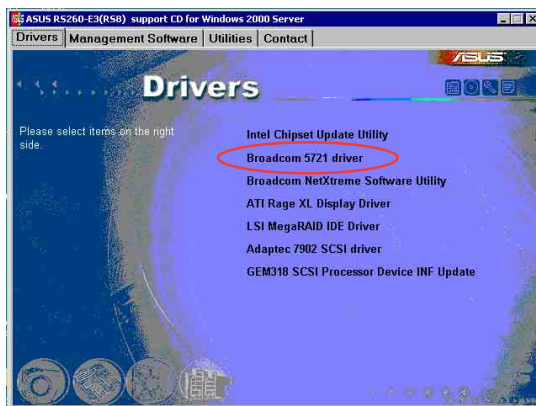 ASUS RS260-E3(RS8) support CD for Windows 2000 Server
Drivers Management Software Utilities Contact
ASUS
Drivers
Please select items on the right
side.
Intel Chipset Update Utility
Broadcom 5721 driver
Broadcom NetXtreme Software Utility
ATI Rage XL Display Driver
LSI MegaRAID IDE Driver
Adaptec 7902 SCSI driver
GEM318 SCSI Processor Device INF Update